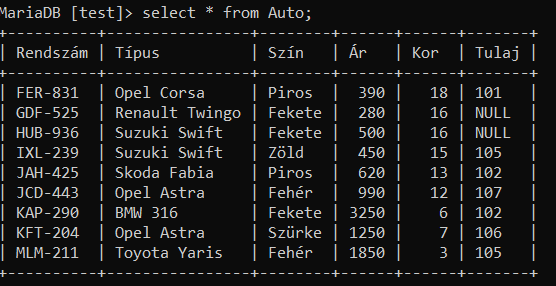 MariaDB [test]> select * from Auto;
+----------+----------------+--------+------+------+-------+
| Rendszám | Típus          | Szín   | Ár   | Kor  | Tulaj |
+----------+----------------+--------+------+------+-------+
| FER-831  | Opel Corsa     | Piros  |  390 |   18 | 101   |
| GDF-525  | Renault Twingo | Fekete |  280 |   16 | NULL  |
| HUB-936  | Suzuki Swift   | Fekete |  500 |   16 | NULL  |
| IXL-239  | Suzuki Swift   | Zöld   |  450 |   15 | 105   |
| JAH-425  | Skoda Fabia    | Piros  |  620 |   13 | 102   |
| JCD-443  | Opel Astra     | Fehér  |  990 |   12 | 107   |
| KAP-290  | BMW 316        | Fekete | 3250 |    6 | 102   |
| KFT-204  | Opel Astra     | Szürke | 1250 |    7 | 106   |
| MLM-211  | Toyota Yaris   | Fehér  | 1850 |    3 | 105   |
+----------+----------------+--------+------+------+-------+